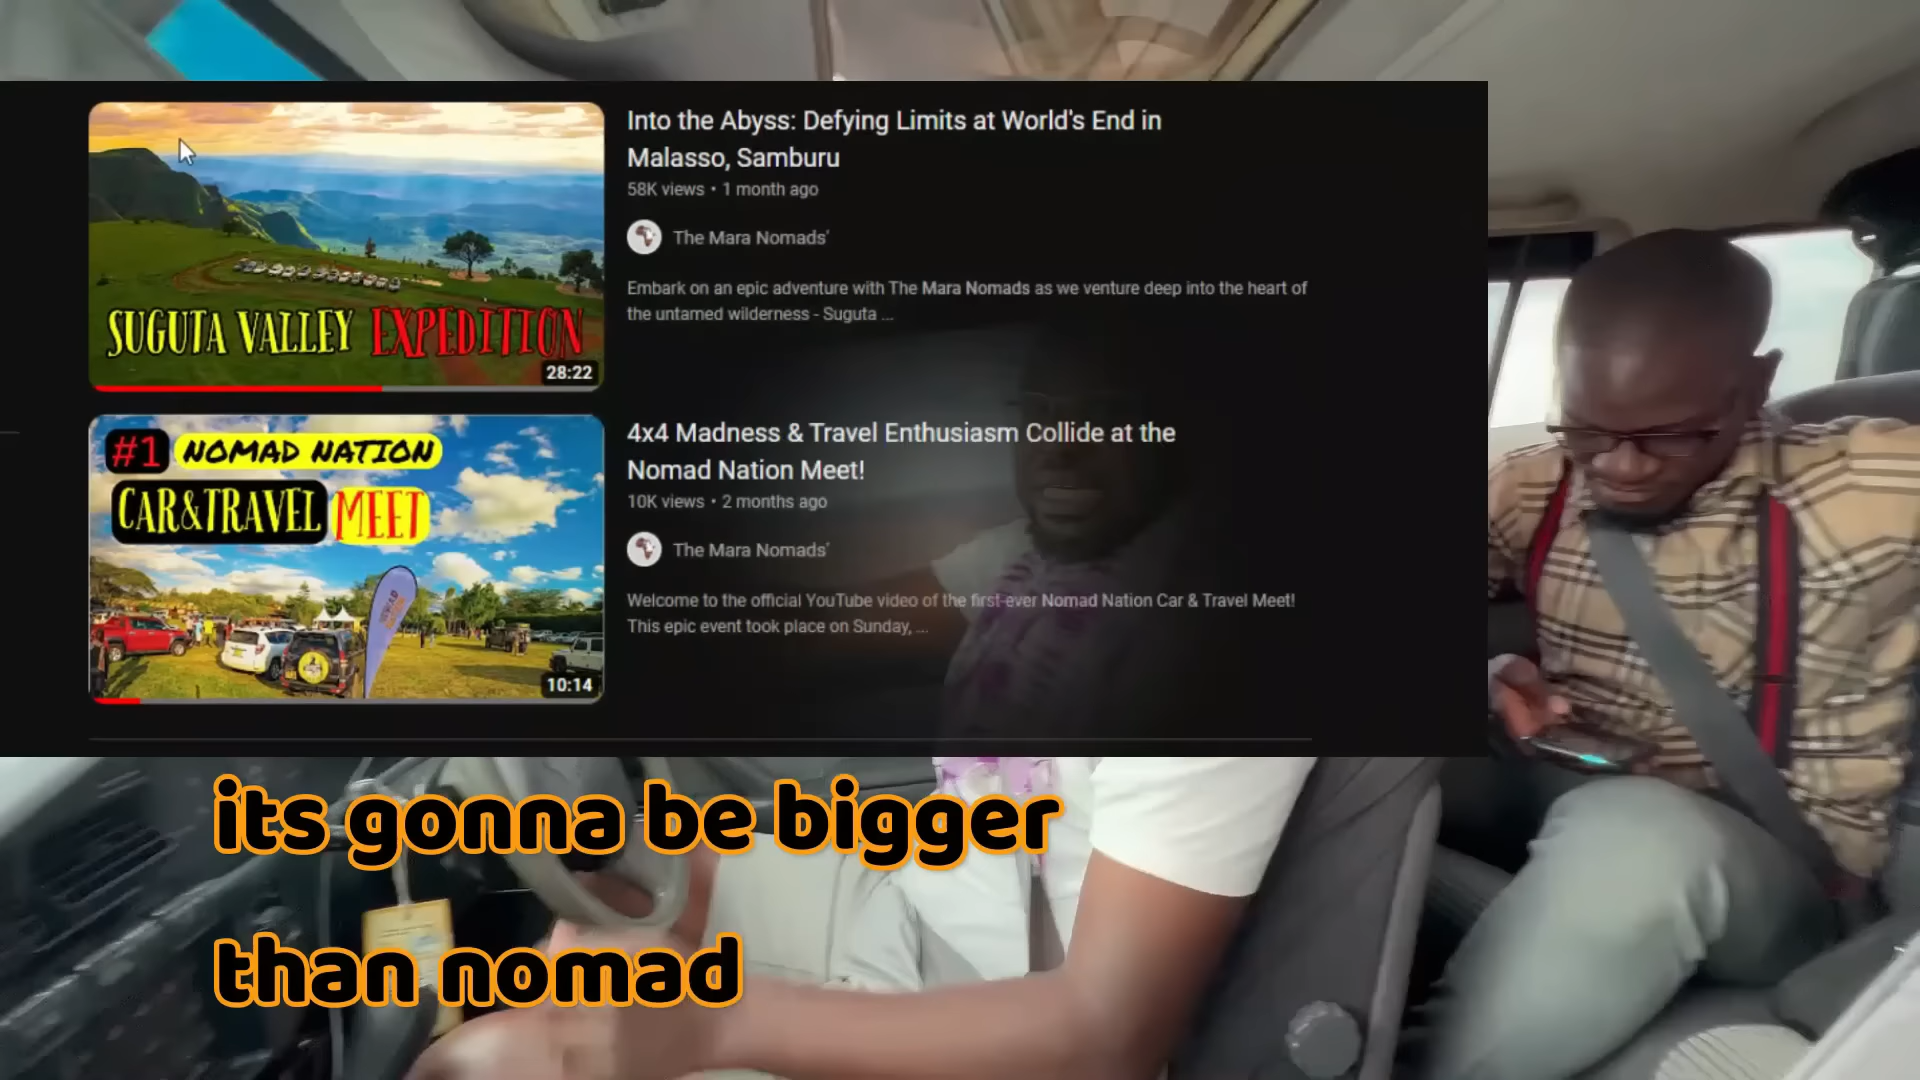 Into the Abyss: Defying Limits at World's End in
Malasso, Samburu
58K views • 1 month ago
The Mara Nomads'
Embark on an epic adventure with The Mara Nomads as we venture deep into the heart of
the untamed wilderness - Suguta ...
SUGUTA VALLEY EXPEDITION
28:22
#1 NOMAD NATION
CAR&TRAVEL MEET
10:14
4x4 Madness & Travel Enthusiasm Collide at the
Nomad Nation Meet!
10K views • 2 months ago
The Mara Nomads'
Welcome to the official YouTube video of the first-ever Nomad Nation Car & Travel Meet!
This epic event took place on Sunday, ...
its gonna be bigger
than nomad